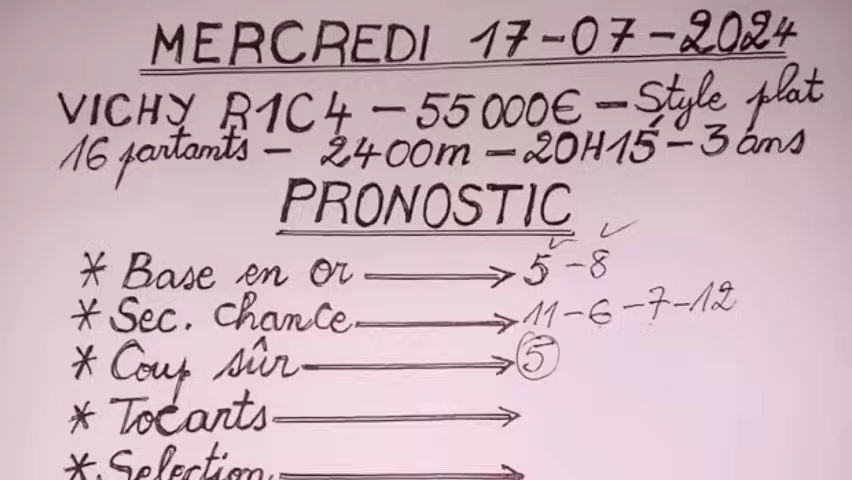 MERCREDI 17-07-2024
VICHY R1C4 - 55000€ - Style plat
16 partants - 2400m - 20H15 - 3 ans
PRONOSTIC
* Base en or → 5 - 8
* Sec. chance → 11 - 6 - 7 - 12
* Coup sûr → 5
* Tocarts →
* Selection →